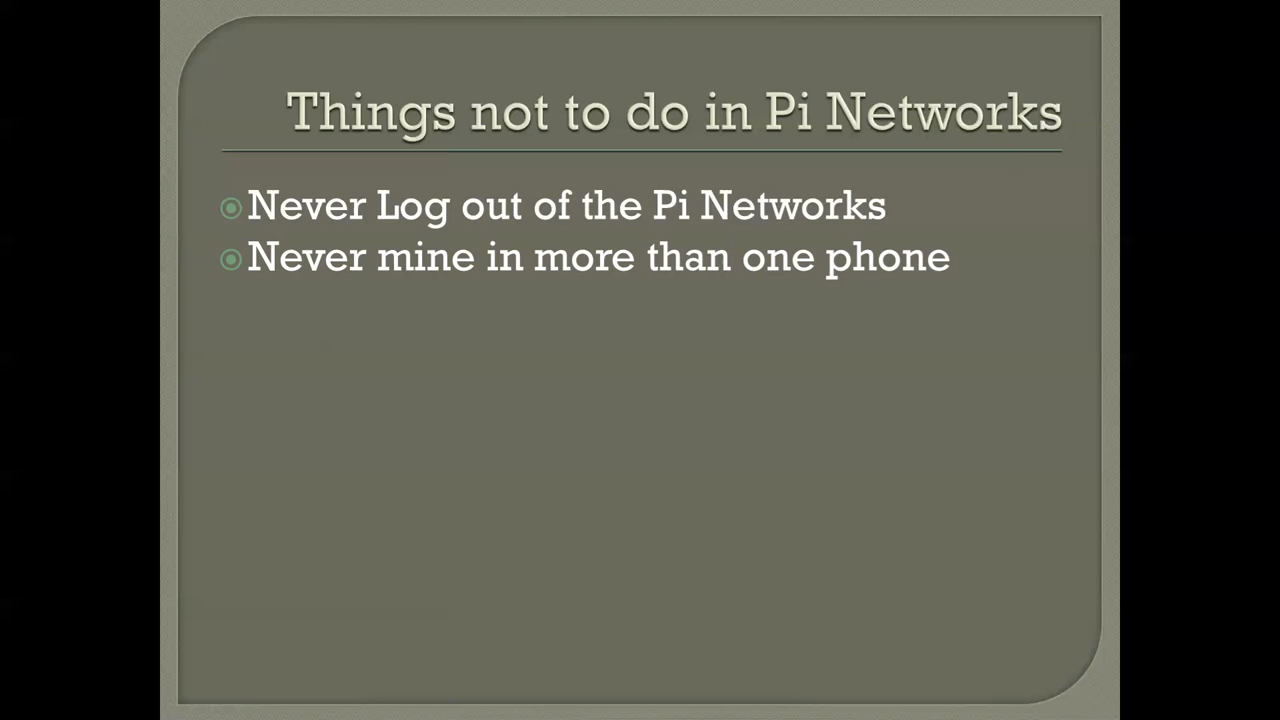 Things not to do in Pi Networks
Never Log out of the Pi Networks
Never mine in more than one phone